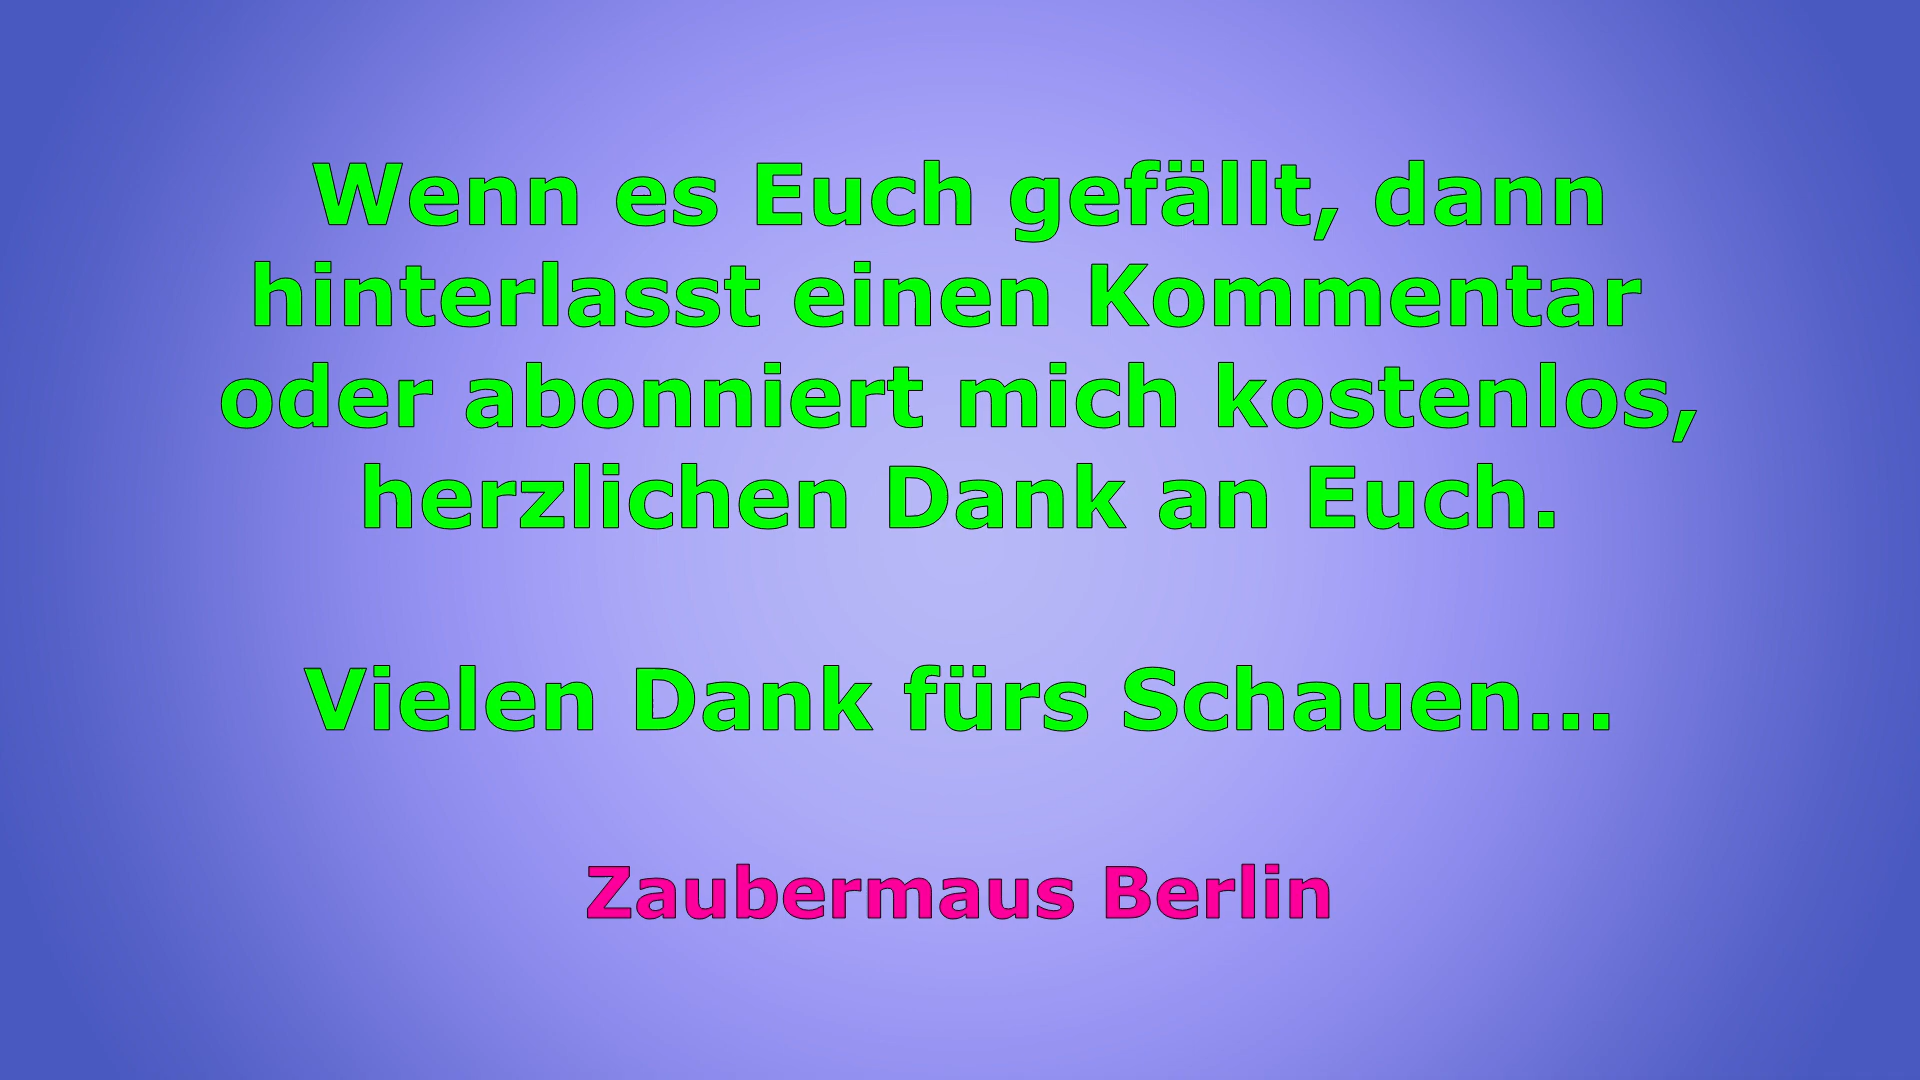 Wenn es Euch gefällt, dann
hinterlasst einen Kommentar
oder abonniert mich kostenlos,
herzlichen Dank an Euch.
Vielen Dank fürs Schauen...
Zaubermaus Berlin